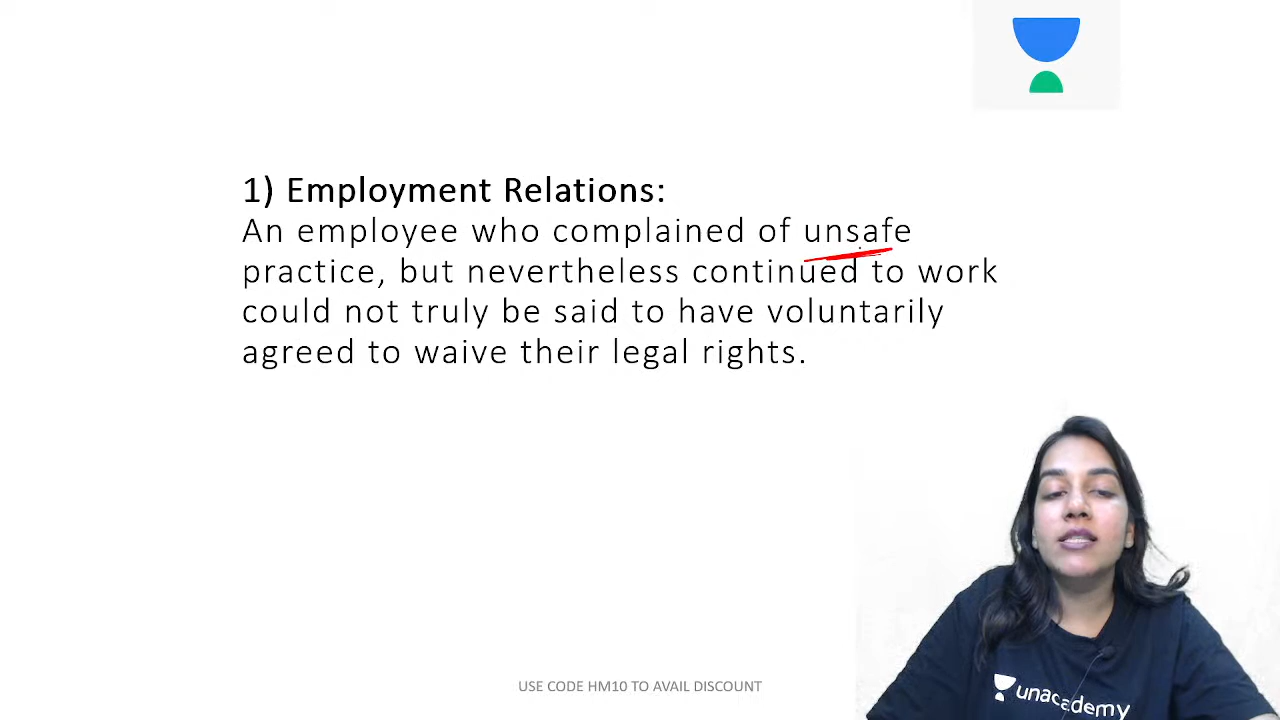 1) Employment Relations:
An employee who complained of unsafe
practice, but nevertheless continued to work
could not truly be said to have voluntarily
agreed to waive their legal rights.
unacademy
USE CODE HM10 TO AVAIL DISCOUNT